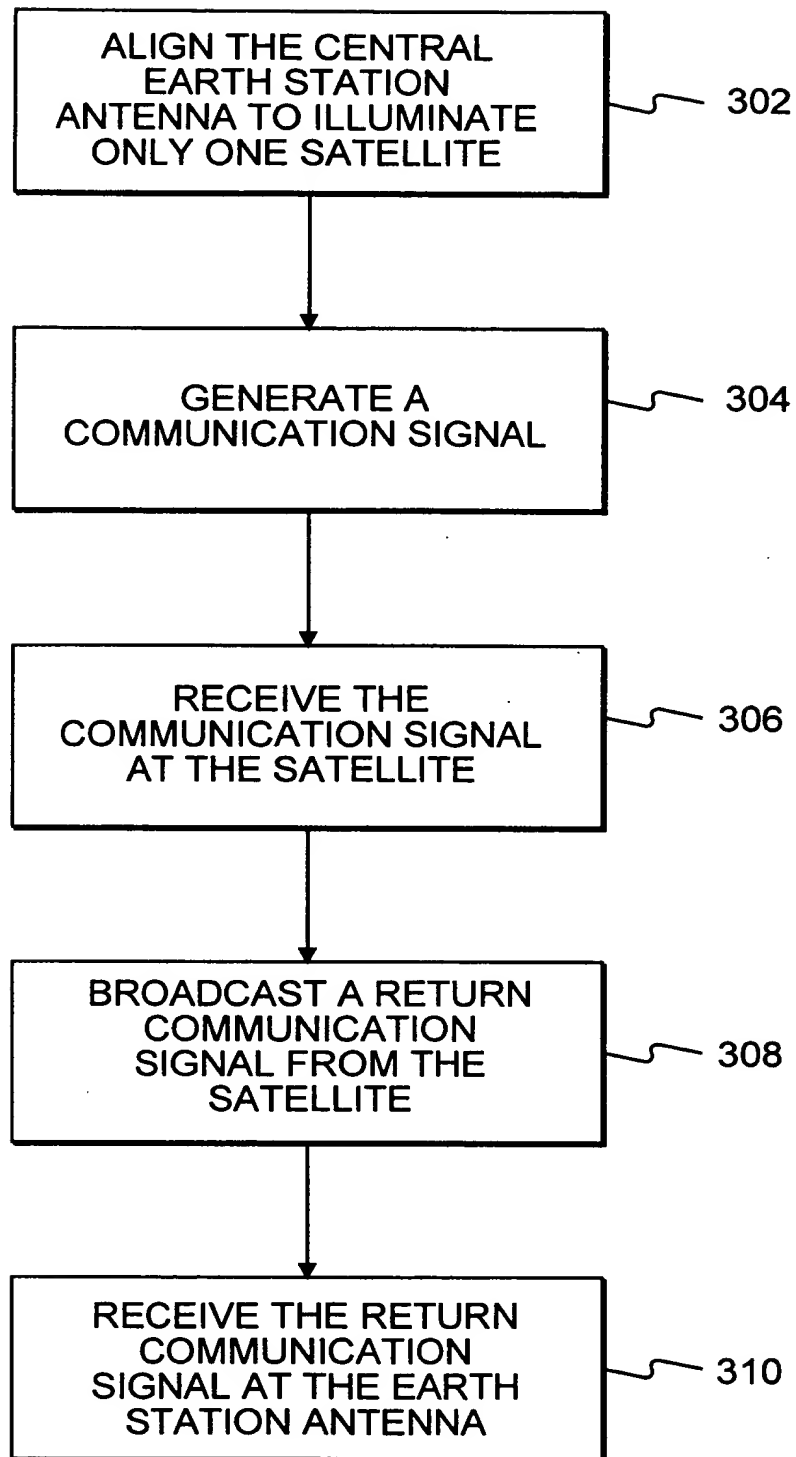 ALIGN THE CENTRAL
EARTH STATION
ANTENNA TO ILLUMINATE
ONLY ONE SATELLITE
302
GENERATE A
COMMUNICATION SIGNAL
304
RECEIVE THE
COMMUNICATION SIGNAL
AT THE SATELLITE
306
BROADCAST A RETURN
COMMUNICATION
SIGNAL FROM THE
SATELLITE
308
RECEIVE THE RETURN
COMMUNICATION
SIGNAL AT THE EARTH
STATION ANTENNA
310